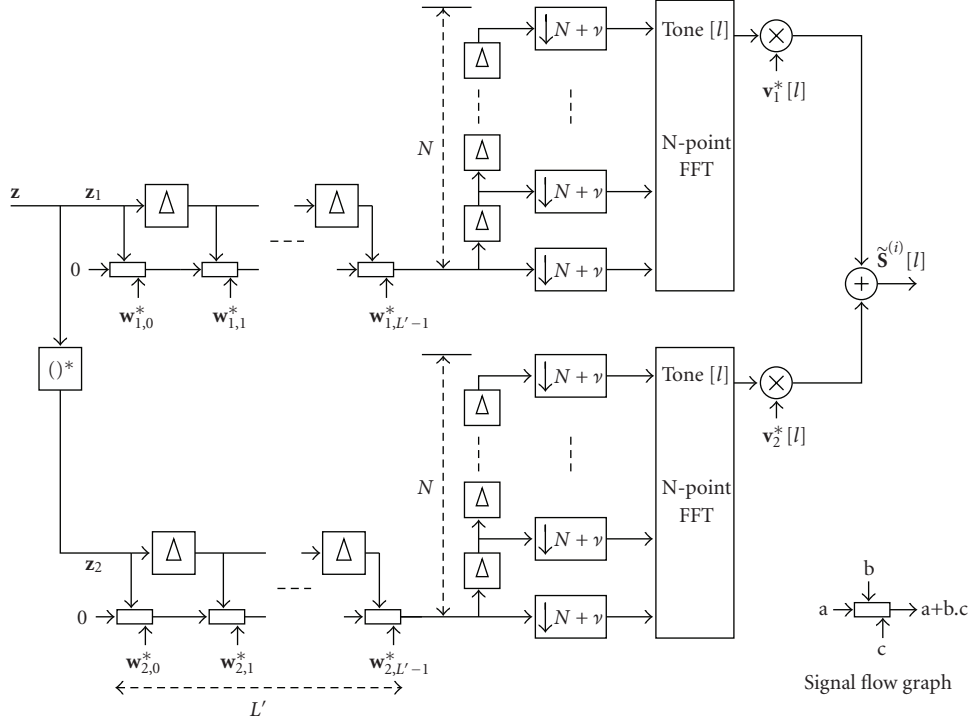 N
Δ
Δ
Δ
↓ N + ν
↓ N + ν
↓ N + ν
Tone [l]
N-point
FFT
×
v₁*[l]
z
z₁
Δ
Δ
0
w*₁,₀
w*₁,₁
w*₁,L′−1
()*
+
S̃⁽ⁱ⁾[l]
N
Δ
Δ
Δ
↓ N + ν
↓ N + ν
↓ N + ν
Tone [l]
N-point
FFT
×
v₂*[l]
z₂
Δ
Δ
0
w*₂,₀
w*₂,₁
w*₂,L′−1
L′
b
a
a+b.c
c
Signal flow graph